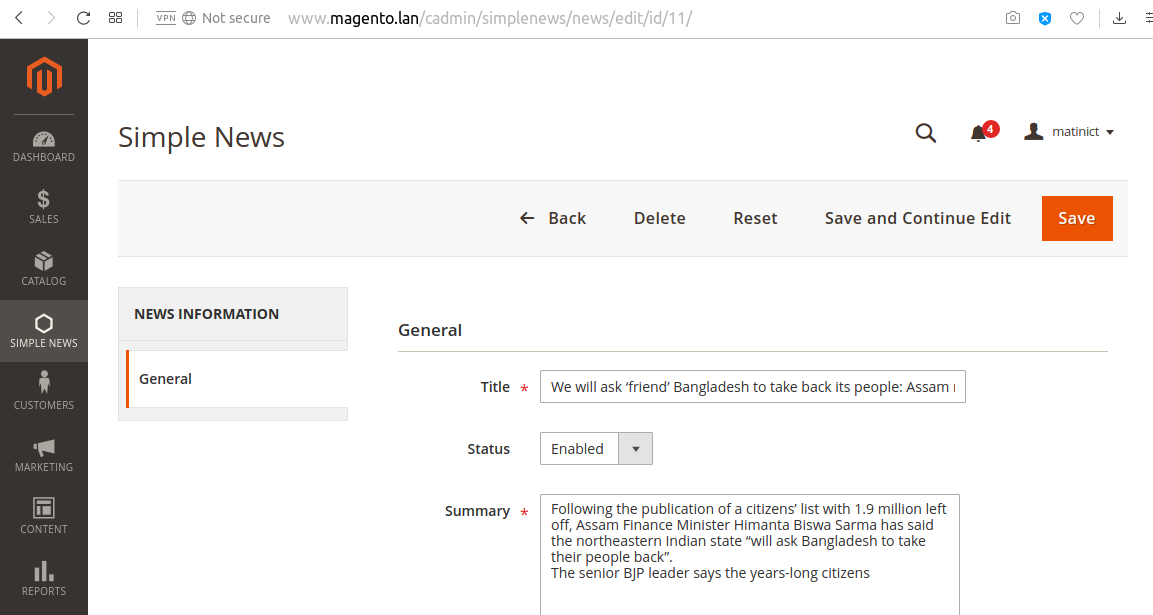 VPN Not secure www.magento.lan/cadmin/simplenews/news/edit/id/11/
DASHBOARD
SALES
CATALOG
SIMPLE NEWS
CUSTOMERS
MARKETING
CONTENT
REPORTS
Simple News
4
matinict
Back Delete Reset Save and Continue Edit Save
NEWS INFORMATION
General
General
Title * We will ask ‘friend’ Bangladesh to take back its people: Assam
Status Enabled
Summary * Following the publication of a citizens’ list with 1.9 million left
off, Assam Finance Minister Himanta Biswa Sarma has said
the northeastern Indian state “will ask Bangladesh to take
their people back”.
The senior BJP leader says the years-long citizens